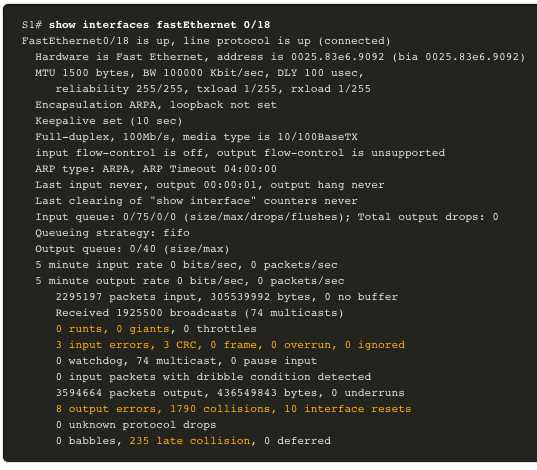 S1# show interfaces fastEthernet 0/18
FastEthernet0/18 is up, line protocol is up (connected)
Hardware is Fast Ethernet, address is 0025.83e6.9092 (bia 0025.83e6.9092)
MTU 1500 bytes, BW 100000 Kbit/sec, DLY 100 usec,
reliability 255/255, txload 1/255, rxload 1/255
Encapsulation ARPA, loopback not set
Keepalive set (10 sec)
Full-duplex, 100Mb/s, media type is 10/100BaseTX
input flow-control is off, output flow-control is unsupported
ARP type: ARPA, ARP Timeout 04:00:00
Last input never, output 00:00:01, output hang never
Last clearing of "show interface" counters never
Input queue: 0/75/0/0 (size/max/drops/flushes); Total output drops: 0
Queueing strategy: fifo
Output queue: 0/40 (size/max)
5 minute input rate 0 bits/sec, 0 packets/sec
5 minute output rate 0 bits/sec, 0 packets/sec
2295197 packets input, 305539992 bytes, 0 no buffer
Received 1925500 broadcasts (74 multicasts)
0 runts, 0 giants, 0 throttles
3 input errors, 3 CRC, 0 frame, 0 overrun, 0 ignored
0 watchdog, 74 multicast, 0 pause input
0 input packets with dribble condition detected
3594664 packets output, 436549843 bytes, 0 underruns
8 output errors, 1790 collisions, 10 interface resets
0 unknown protocol drops
0 babbles, 235 late collision, 0 deferred